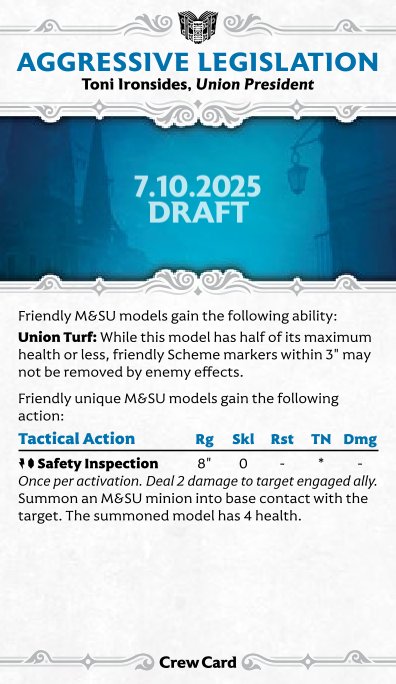 AGGRESSIVE LEGISLATION
Toni Ironsides, Union President
7.10.2025
DRAFT
Friendly M&SU models gain the following ability:
Union Turf: While this model has half of its maximum
health or less, friendly Scheme markers within 3" may
not be removed by enemy effects.
Friendly unique M&SU models gain the following
action:
Tactical Action Rg Skl Rst TN Dmg
Safety Inspection 8" 0 - * -
Once per activation. Deal 2 damage to target engaged ally.
Summon an M&SU minion into base contact with the
target. The summoned model has 4 health.
Crew Card